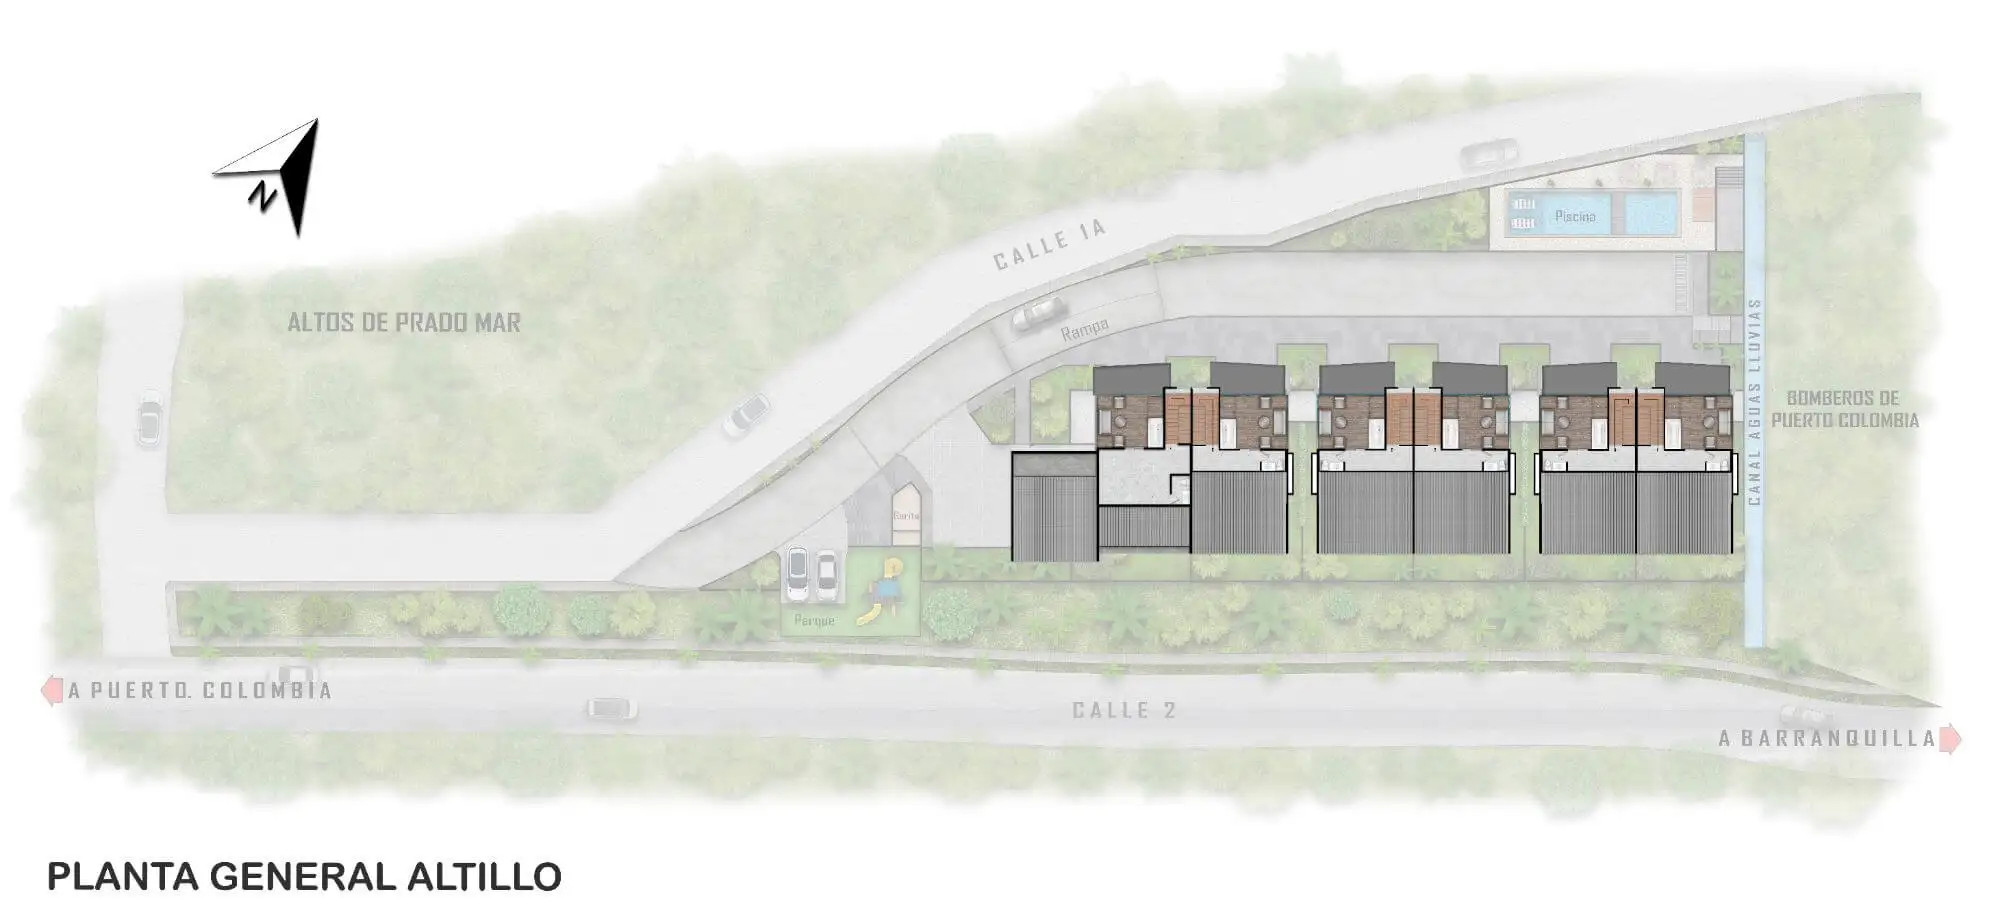 N
CALLE 1A
Piscina
ALTOS DE PRADO MAR
Rampa
CANAL AGUAS LLUVIAS
BOMBEROS DE
PUERTO COLOMBIA
Garita
Parque
A PUERTO. COLOMBIA
CALLE 2
A BARRANQUILLA
PLANTA GENERAL ALTILLO